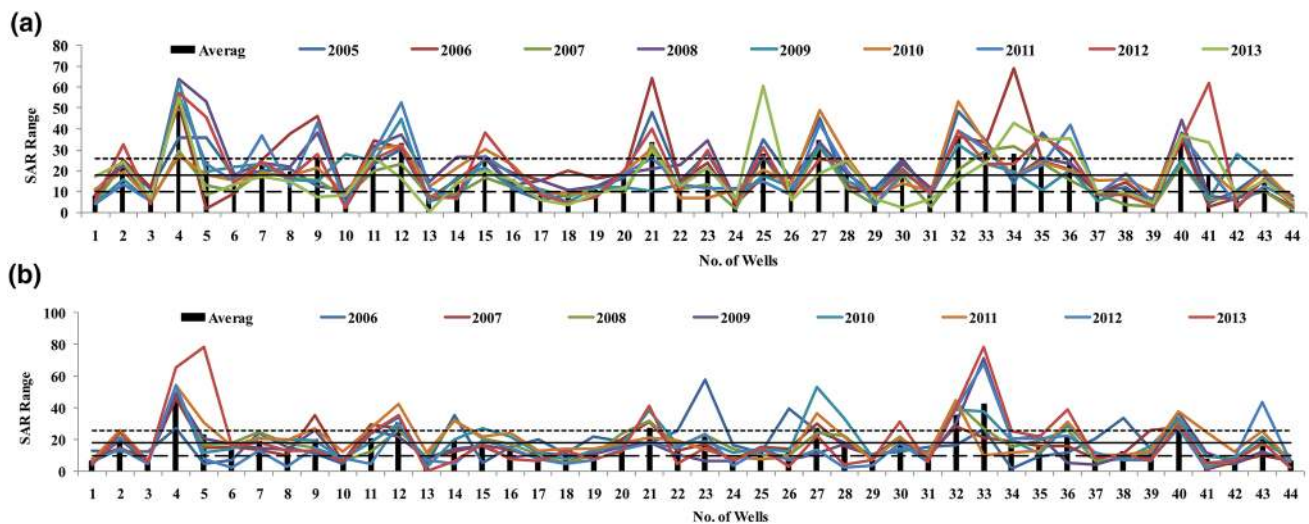 (a)
Averag 2005 2006 2007 2008 2009 2010 2011 2012 2013
80
70
60
50
40
30
20
10
0
SAR Range
1 2 3 4 5 6 7 8 9 10 11 12 13 14 15 16 17 18 19 20 21 22 23 24 25 26 27 28 29 30 31 32 33 34 35 36 37 38 39 40 41 42 43 44
No. of Wells
(b)
Averag 2006 2007 2008 2009 2010 2011 2012 2013
100
80
60
40
20
0
SAR Range
1 2 3 4 5 6 7 8 9 10 11 12 13 14 15 16 17 18 19 20 21 22 23 24 25 26 27 28 29 30 31 32 33 34 35 36 37 38 39 40 41 42 43 44
No. of Wells